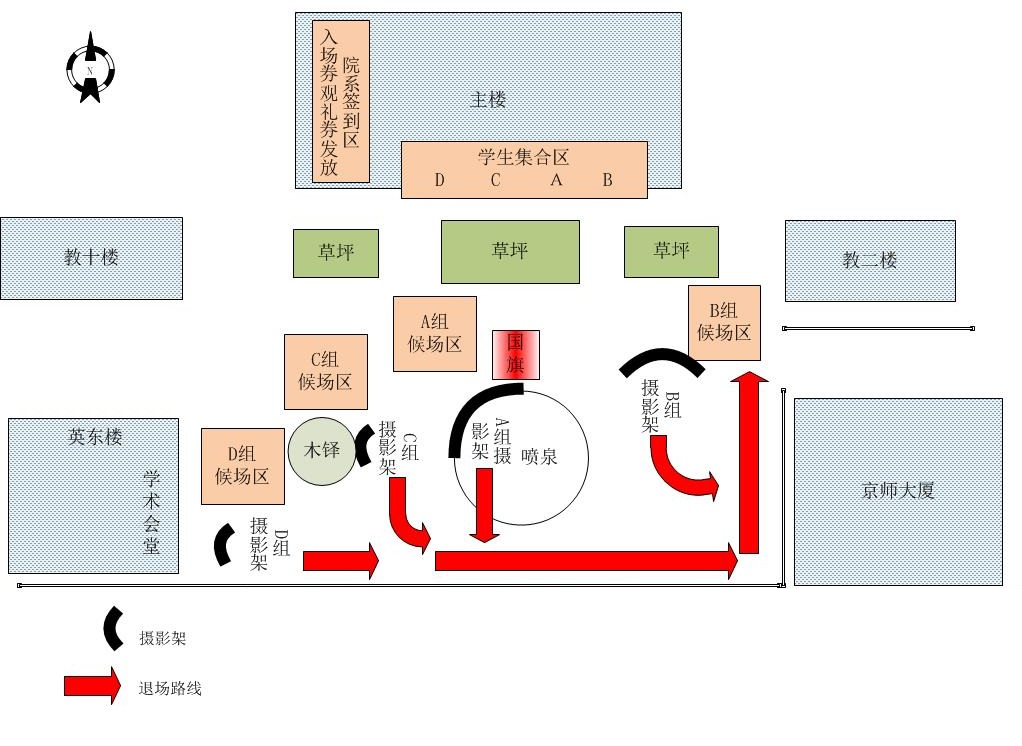 N
入场券观礼券发放
院系签到区
主楼
学生集合区
D C A B
教十楼
草坪
草坪
草坪
教二楼
A组
候场区
国旗
B组
候场区
C组
候场区
B组
摄影架
英东楼
学术会堂
D组
候场区
木铎
C组
摄影架
A组摄
影架
喷泉
京师大厦
D组
摄影架
摄影架
退场路线